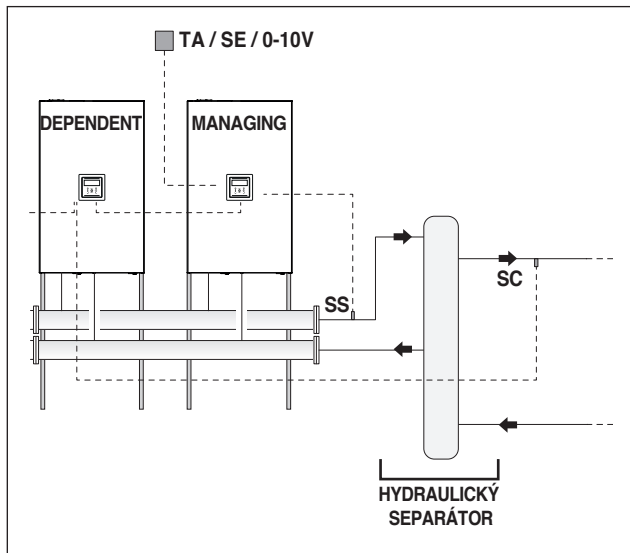 TA / SE / 0-10V
DEPENDENT
MANAGING
SS
SC
HYDRAULICKÝ
SEPARÁTOR